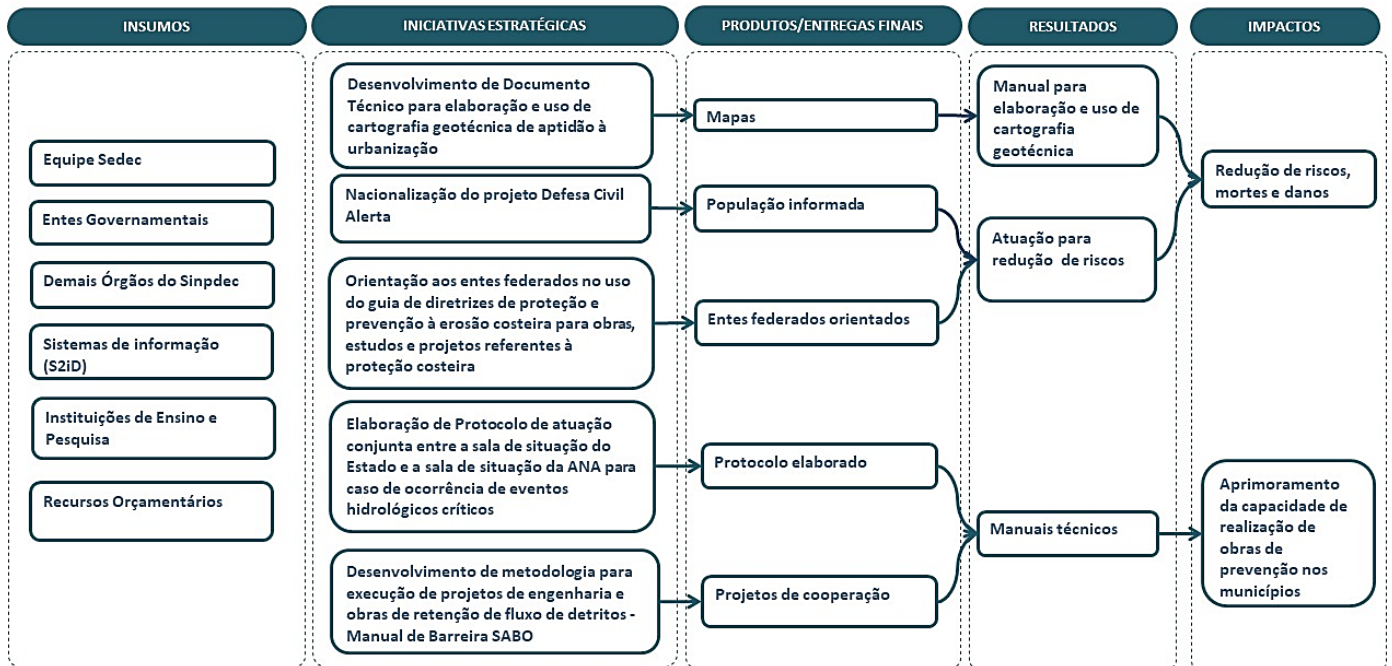 INSUMOS
INICIATIVAS ESTRATÉGICAS
PRODUTOS/ENTREGAS FINAIS
RESULTADOS
IMPACTOS
Equipe Sedec
Entes Governamentais
Demais Órgãos do Sinpdec
Sistemas de informação
(S2iD)
Instituições de Ensino e
Pesquisa
Recursos Orçamentários
Desenvolvimento de Documento
Técnico para elaboração e uso de
cartografia geotécnica de aptidão à
urbanização
Nacionalização do projeto Defesa Civil
Alerta
Orientação aos entes federados no uso
do guia de diretrizes de proteção e
prevenção à erosão costeira para obras,
estudos e projetos referentes à
proteção costeira
Elaboração de Protocolo de atuação
conjunta entre a sala de situação do
Estado e a sala de situação da ANA para
caso de ocorrência de eventos
hidrológicos críticos
Desenvolvimento de metodologia para
execução de projetos de engenharia e
obras de retenção de fluxo de detritos -
Manual de Barreira SABO
Mapas
População informada
Entes federados orientados
Protocolo elaborado
Projetos de cooperação
Manual para
elaboração e uso de
cartografia
geotécnica
Atuação para
redução de riscos
Manuais técnicos
Redução de riscos,
mortes e danos
Aprimoramento
da capacidade de
realização de
obras de
prevenção nos
municípios